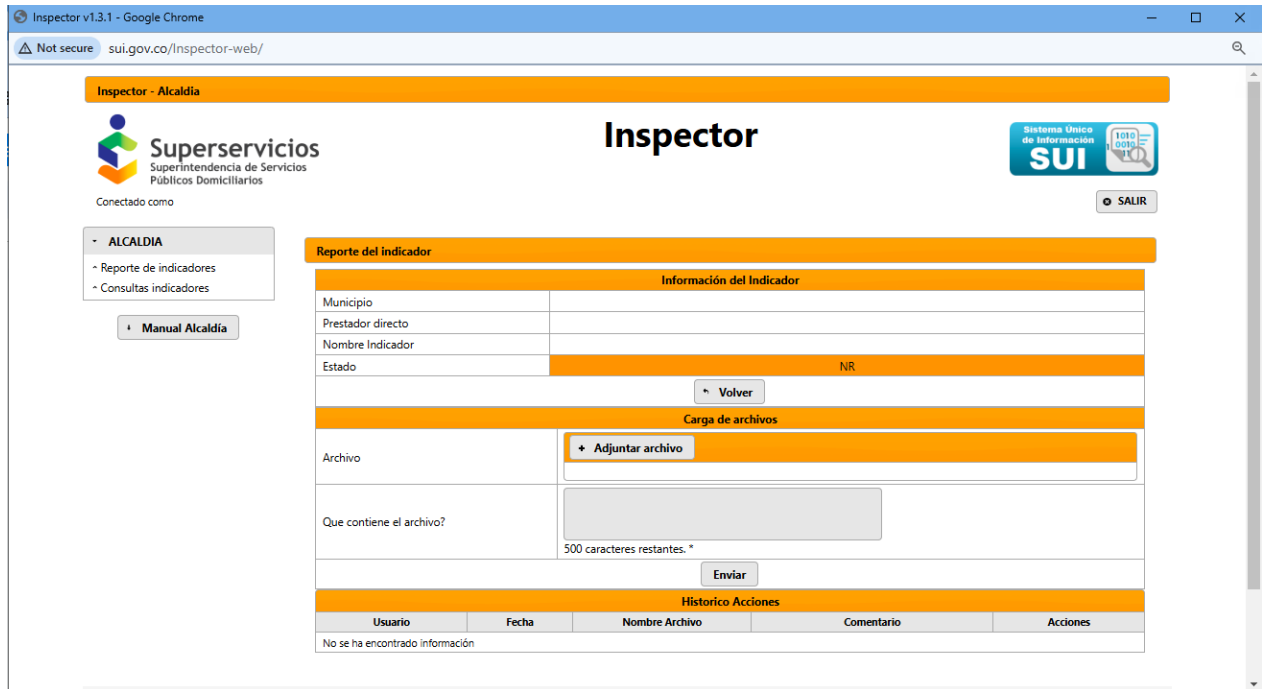 Inspector v1.3.1 - Google Chrome
Not secure sui.gov.co/Inspector-web/
Inspector - Alcaldia
Superservicios
Superintendencia de Servicios
Públicos Domiciliarios
Inspector
Sistema Único
de Información
SUI
1010
0010
11
Conectado como
SALIR
ALCALDIA
Reporte de indicadores
Consultas indicadores
Manual Alcaldía
Reporte del indicador
Información del Indicador
Municipio
Prestador directo
Nombre Indicador
Estado NR
Volver
Carga de archivos
Archivo + Adjuntar archivo
Que contiene el archivo?
500 caracteres restantes. *
Enviar
Historico Acciones
Usuario Fecha Nombre Archivo Comentario Acciones
No se ha encontrado información